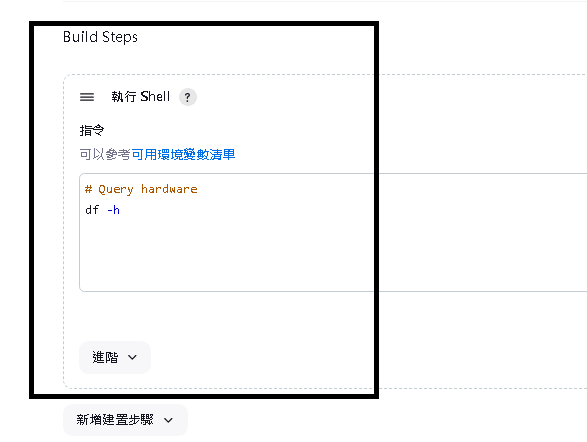 Build Steps
執行 Shell ?
指令
可以參考可用環境變數清單
# Query hardware
df -h
進階
新增建置步驟